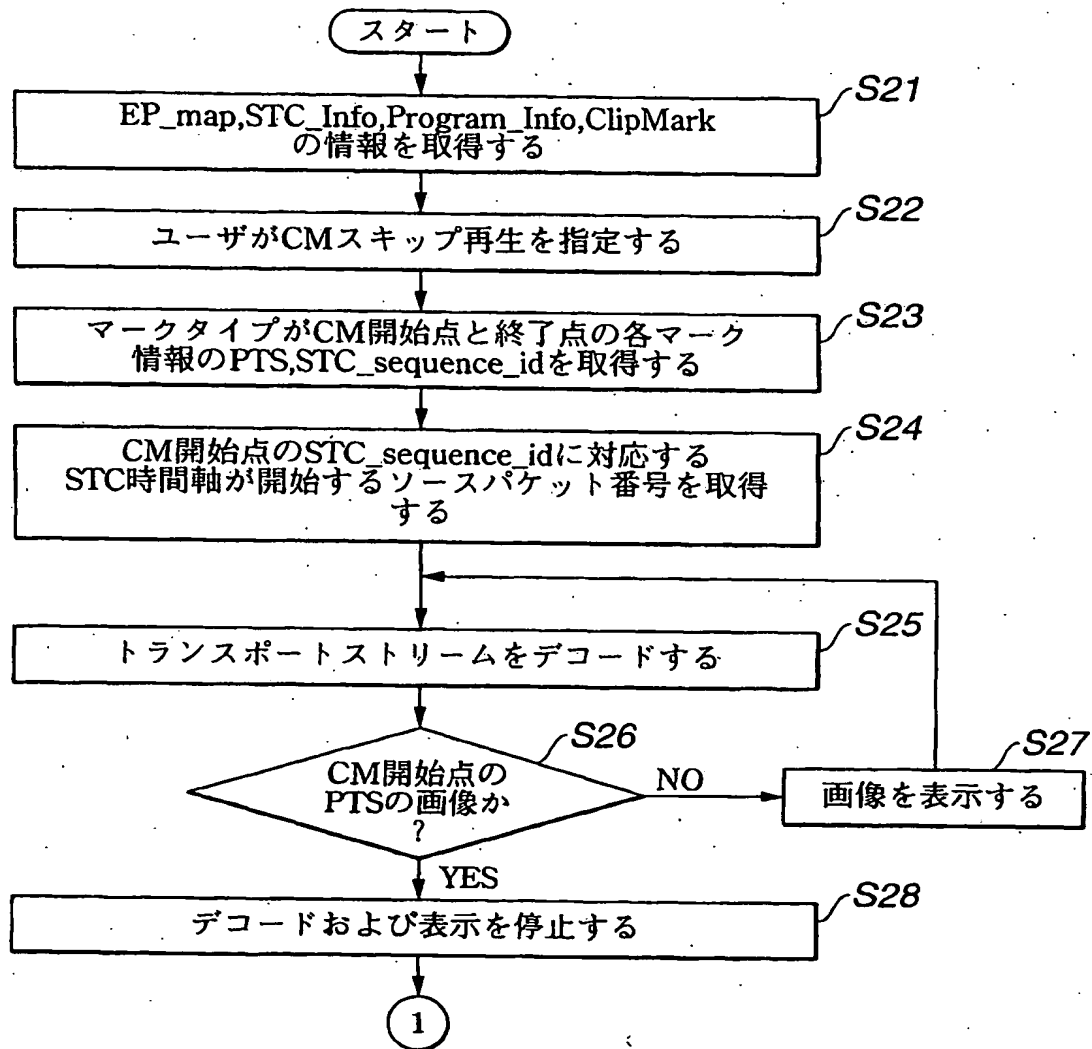 スタート
S21
EP_map,STC_Info,Program_Info,ClipMark
の情報を取得する
S22
ユーザがCMスキップ再生を指定する
S23
マークタイプがCM開始点と終了点の各マーク
情報のPTS,STC_sequence_idを取得する
S24
CM開始点のSTC_sequence_idに対応する
STC時間軸が開始するソースパケット番号を取得
する
S25
トランスポートストリームをデコードする
S26
CM開始点の
PTSの画像か
?
NO
S27
画像を表示する
YES
S28
デコードおよび表示を停止する
1